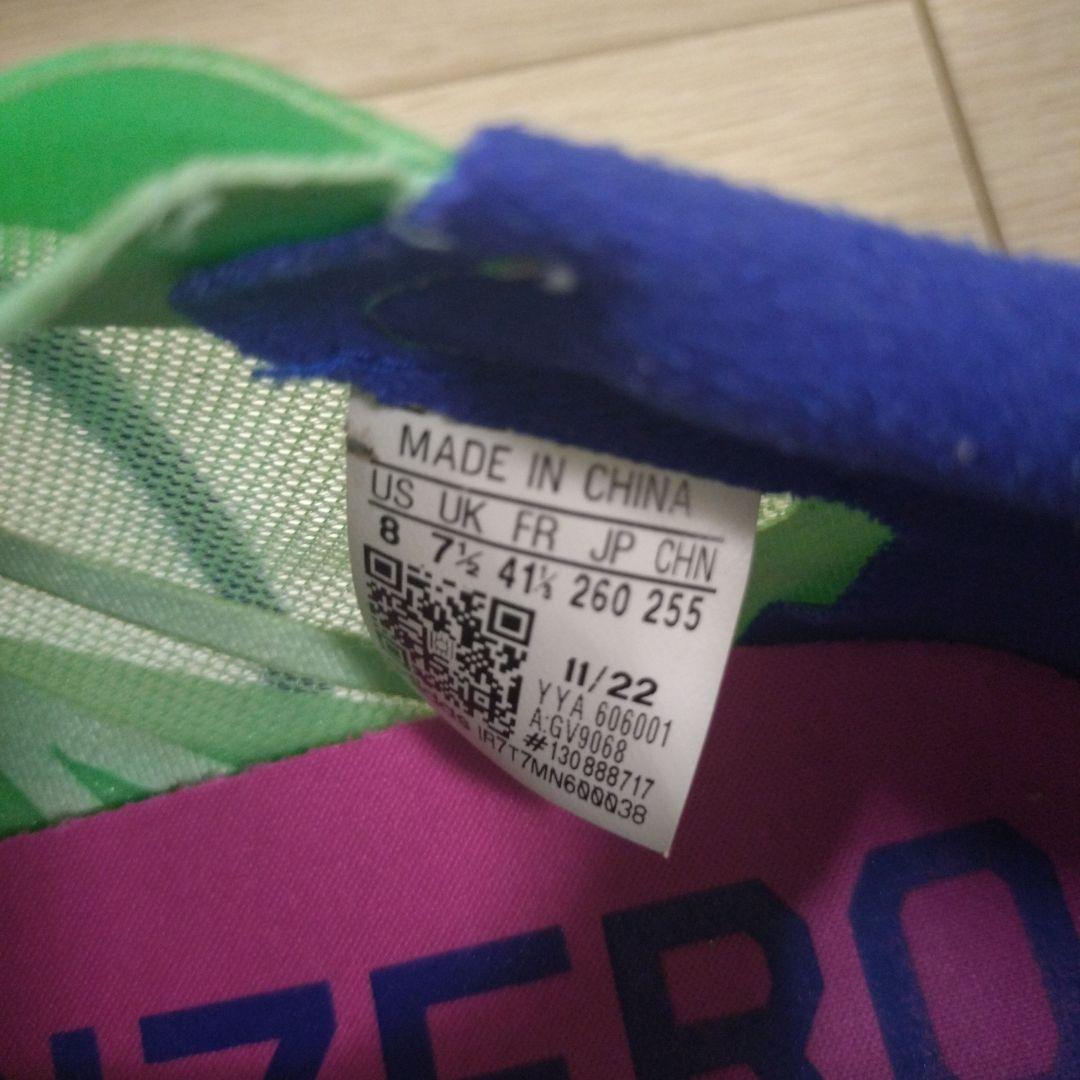 MADE IN CHINA
US UK FR JP CHN
8 7½ 41⅓ 260 255
11/22
YYA 606001
A:GV9068
#130888717
IR7T7MN600038
IZERO